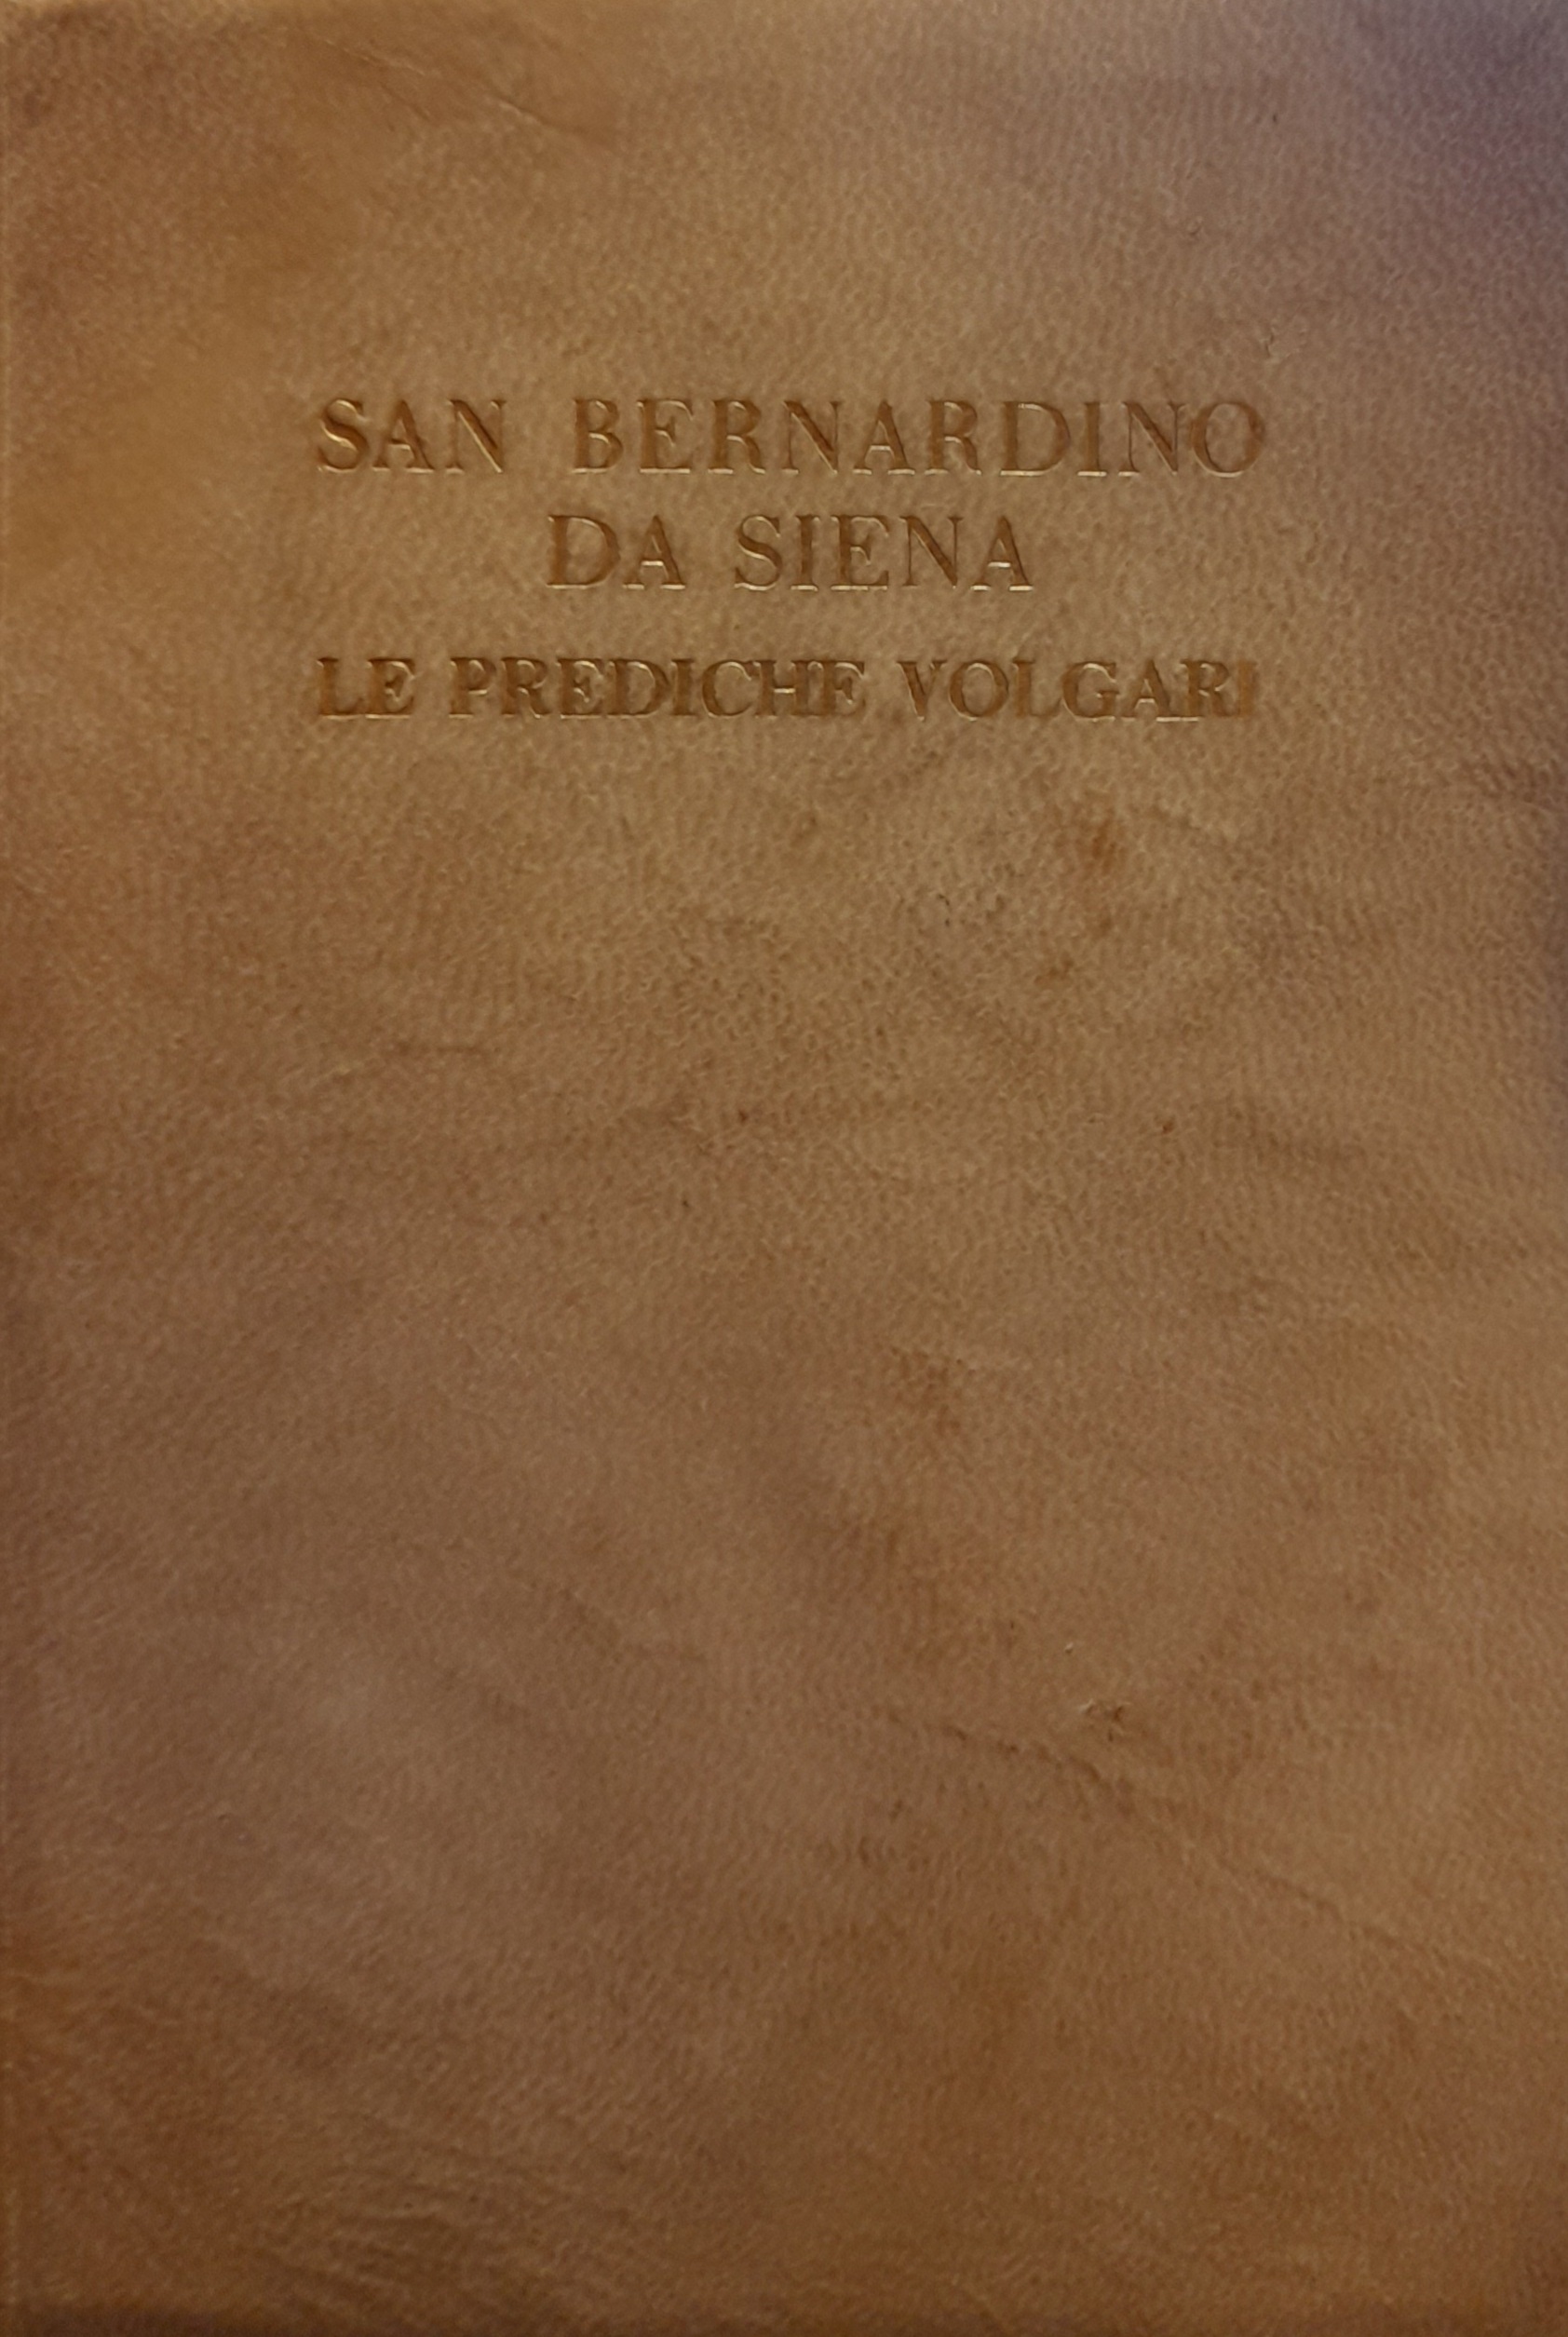 SAN BERNARDINO
DA SIENA
LE PREDICHE VOLGARI